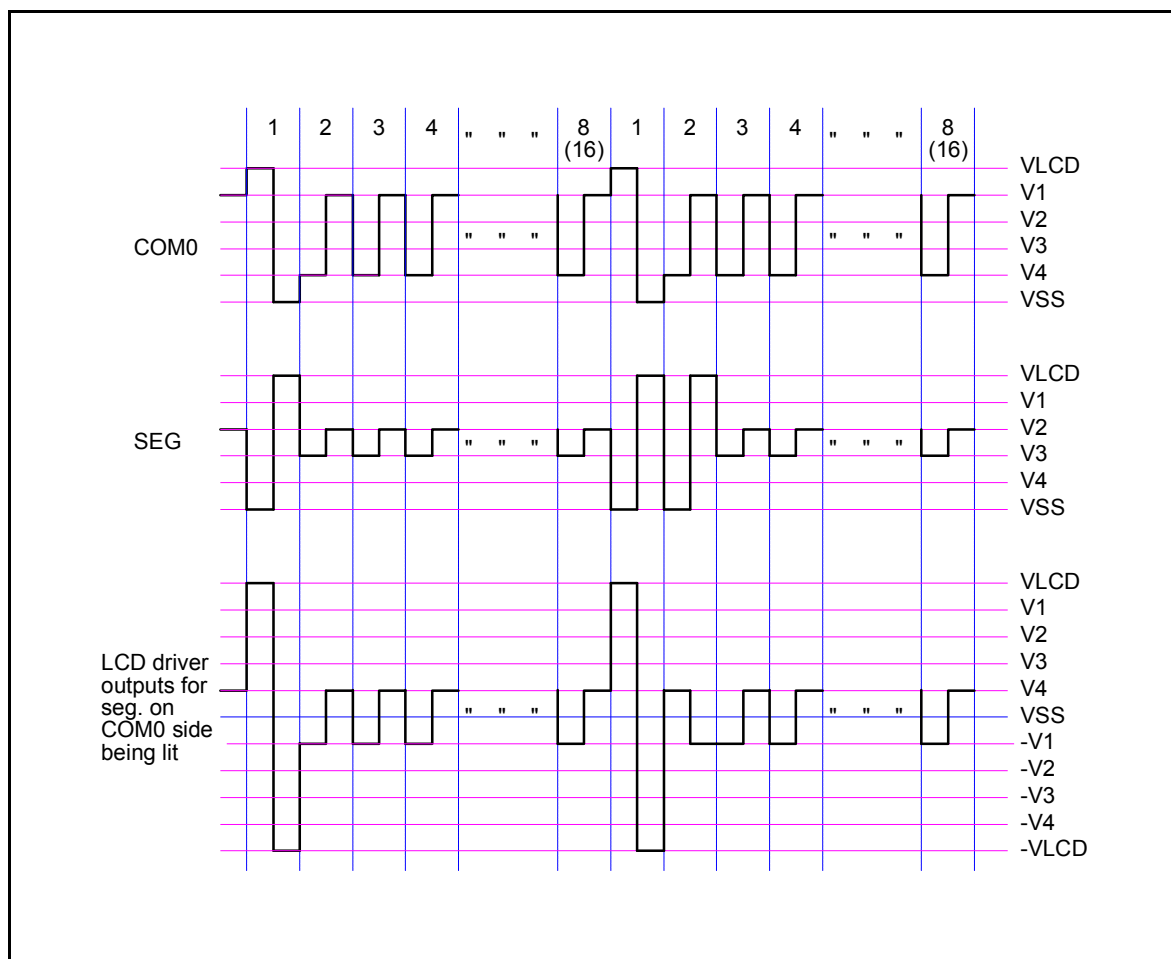 1 2 3 4 " " " 8 1 2 3 4 " " " 8
(16) (16)
COM0
" " " " " "
VLCD
V1
V2
V3
V4
VSS
SEG
" " " " " "
VLCD
V1
V2
V3
V4
VSS
LCD driver
outputs for
seg. on
COM0 side
being lit
" " " " " "
VLCD
V1
V2
V3
V4
VSS
-V1
-V2
-V3
-V4
-VLCD